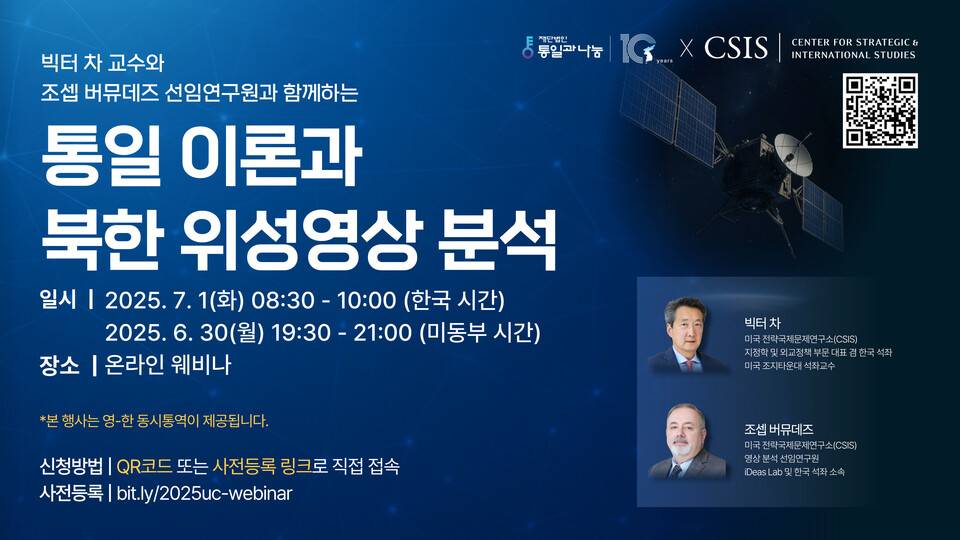 빅터 차 교수와
조셉 버뮤데즈 선임연구원과 함께하는
통일 이론과
북한 위성영상 분석
일시 | 2025. 7. 1(화) 08:30 - 10:00 (한국 시간)
2025. 6. 30(월) 19:30 - 21:00 (미동부 시간)
장소 | 온라인 웨비나
*본 행사는 영-한 동시통역이 제공됩니다.
신청방법 | QR코드 또는 사전등록 링크로 직접 접속
사전등록 | bit.ly/2025uc-webinar
재단법인
통일과 나눔
10 years
X
CSIS
CENTER FOR STRATEGIC &
INTERNATIONAL STUDIES
빅터 차
미국 전략국제문제연구소(CSIS)
지정학 및 외교정책 부문 대표 겸 한국 석좌
미국 조지타운대 석좌교수
조셉 버뮤데즈
미국 전략국제문제연구소(CSIS)
영상 분석 선임연구원
iDeas Lab 및 한국 석좌 소속